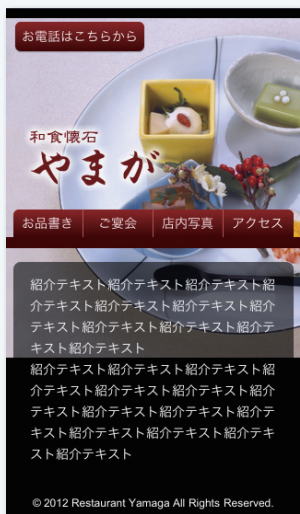 お電話はこちらから
和食懐石
やまが
お品書き ご宴会 店内写真 アクセス
紹介テキスト紹介テキスト紹介テキスト紹
介テキスト紹介テキスト紹介テキスト紹介
テキスト紹介テキスト紹介テキスト紹介テ
キスト紹介テキスト
紹介テキスト紹介テキスト紹介テキスト紹
介テキスト紹介テキスト紹介テキスト紹介
テキスト紹介テキスト紹介テキスト紹介テ
キスト紹介テキスト紹介テキスト紹介テキ
スト紹介テキスト
© 2012 Restaurant Yamaga All Rights Reserved.